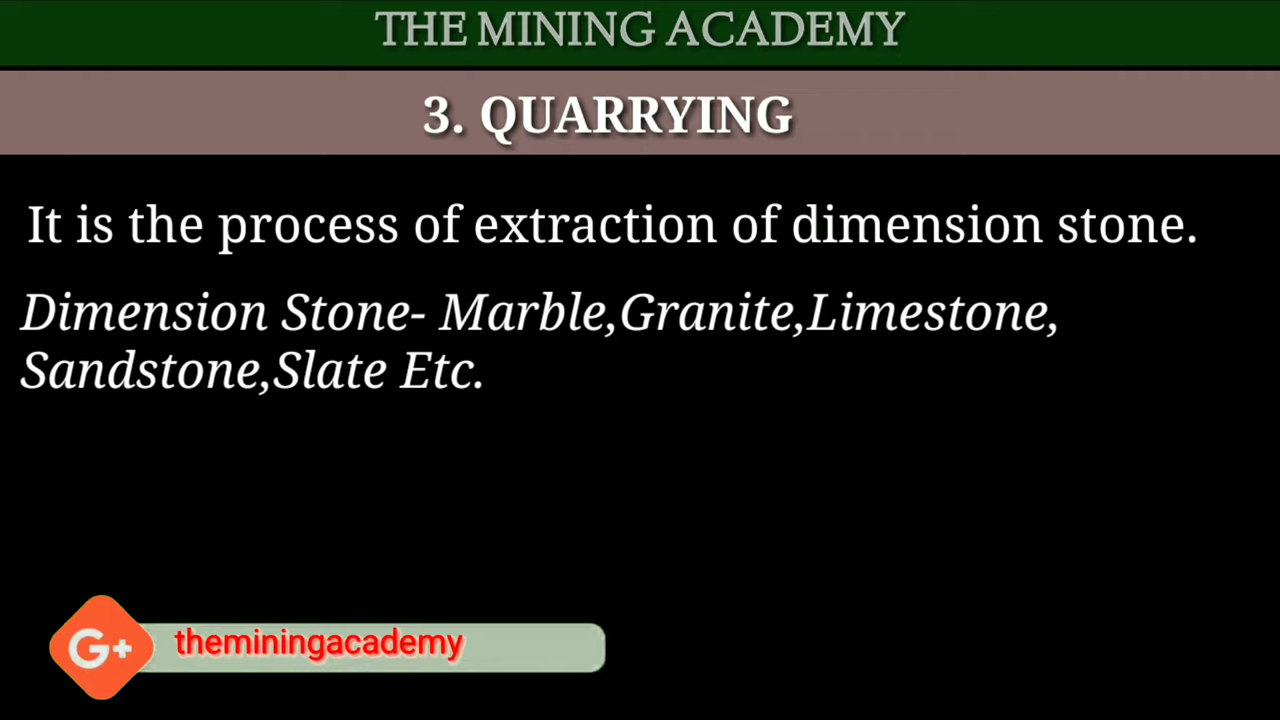 THE MINING ACADEMY
3. QUARRYING
It is the process of extraction of dimension stone.
Dimension Stone- Marble,Granite,Limestone,
Sandstone,Slate Etc.
G+ theminingacademy